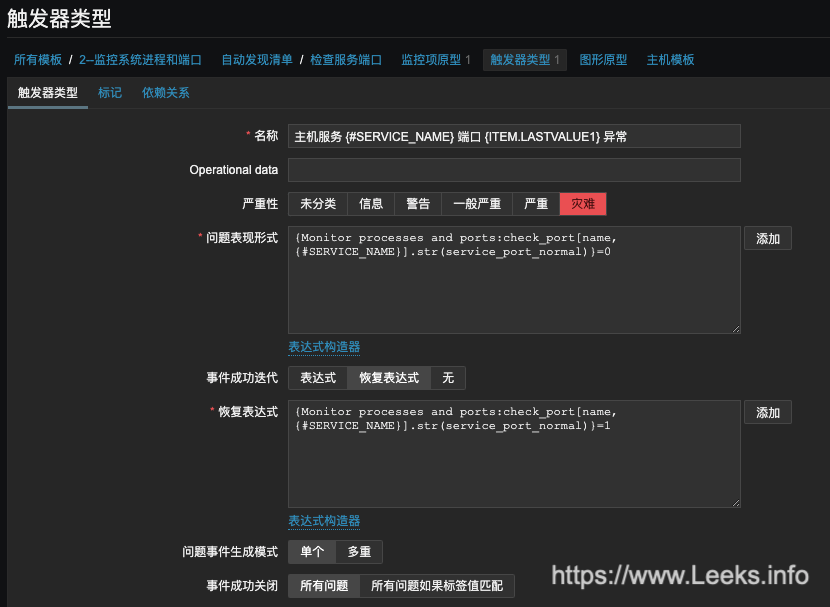 触发器类型
所有模板 / 2--监控系统进程和端口 自动发现清单 / 检查服务端口 监控项原型 1 触发器类型 1 图形原型 主机模板
触发器类型 标记 依赖关系
* 名称 主机服务 {#SERVICE_NAME} 端口 {ITEM.LASTVALUE1} 异常
Operational data
严重性 未分类 信息 警告 一般严重 严重 灾难
* 问题表现形式 {Monitor processes and ports:check_port[name, 添加
{#SERVICE_NAME}].str(service_port_normal)}=0
表达式构造器
事件成功迭代 表达式 恢复表达式 无
* 恢复表达式 {Monitor processes and ports:check_port[name, 添加
{#SERVICE_NAME}].str(service_port_normal)}=1
表达式构造器
问题事件生成模式 单个 多重
事件成功关闭 所有问题 所有问题如果标签值匹配
https://www.Leeks.info